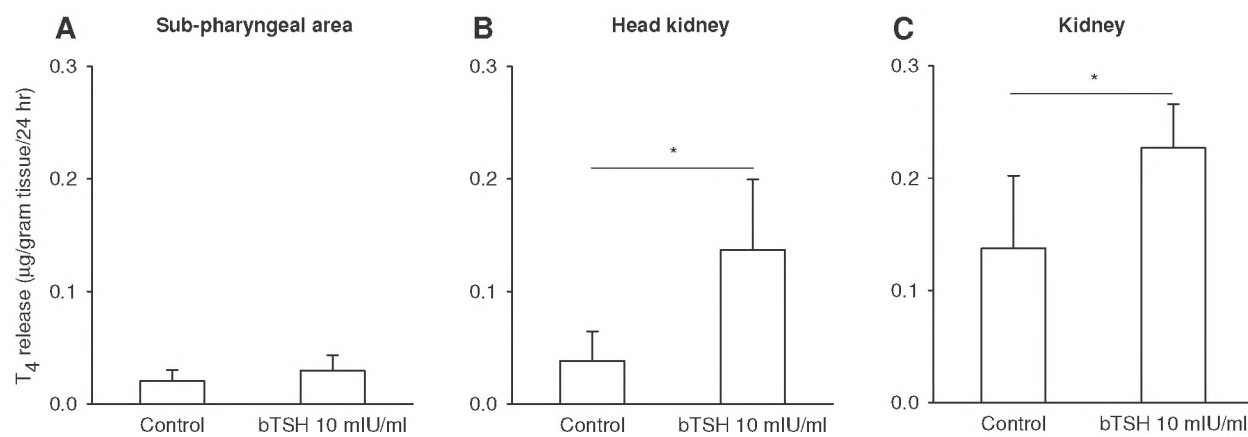 A Sub-pharyngeal area
B Head kidney
C Kidney
T4 release (µg/gram tissue/24 hr)
0.3
0.2
0.1
0.0
Control bTSH 10 mIU/ml
0.3
0.2
0.1
0.0
*
Control bTSH 10 mIU/ml
0.3
0.2
0.1
0.0
*
Control bTSH 10 mIU/ml